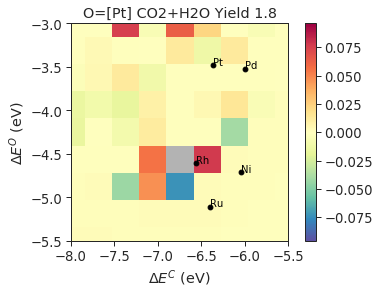 O=[Pt] CO2+H2O Yield 1.8
−3.0
−3.5
−4.0
−4.5
−5.0
−5.5
ΔE^O (eV)
Pt
Pd
Rh
Ni
Ru
−8.0 −7.5 −7.0 −6.5 −6.0 −5.5
ΔE^C (eV)
0.075
0.050
0.025
0.000
−0.025
−0.050
−0.075